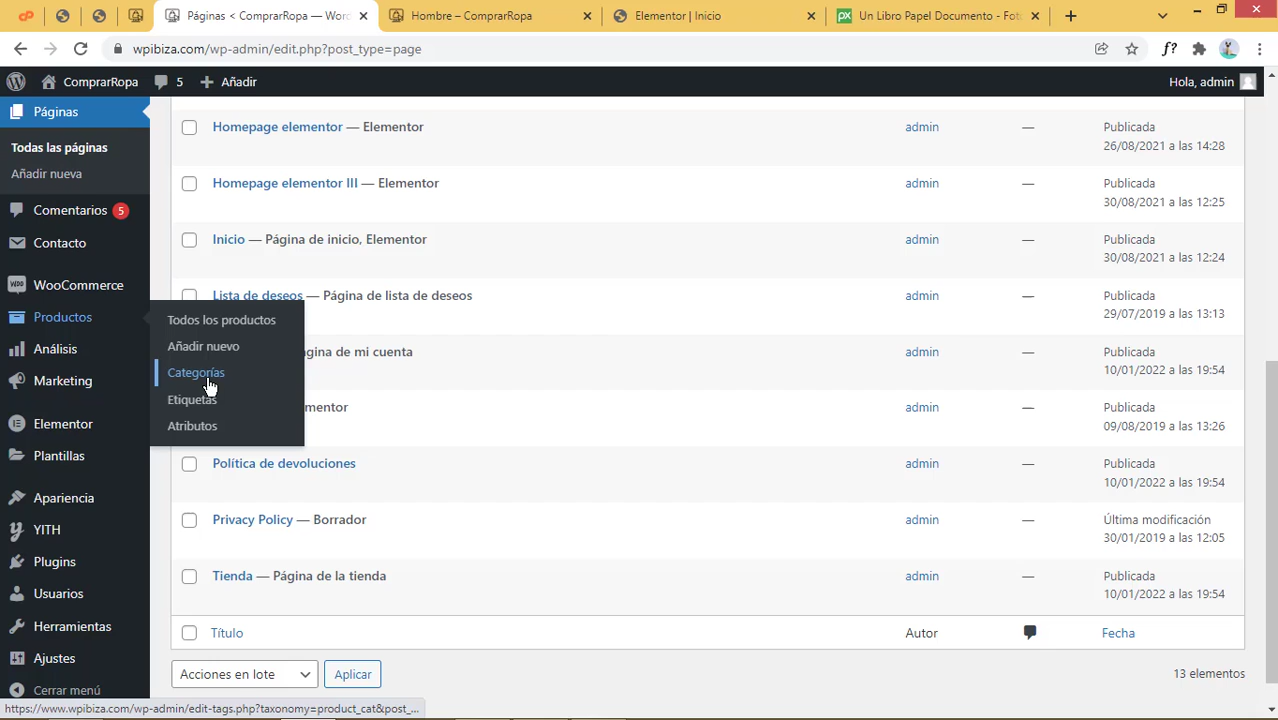 Páginas < ComprarRopa — Wor
Hombre – ComprarRopa
Elementor | Inicio
Un Libro Papel Documento - Fot
wpibiza.com/wp-admin/edit.php?post_type=page
f?
ComprarRopa
5
Añadir
Hola, admin
Páginas
Todas las páginas
Añadir nueva
Comentarios 5
Contacto
WooCommerce
Productos
Análisis
Marketing
Elementor
Plantillas
Apariencia
YITH
Plugins
Usuarios
Herramientas
Ajustes
Cerrar menú
Todos los productos
Añadir nuevo
Categorías
Etiquetas
Atributos
Homepage elementor — Elementor
admin
—
Publicada
26/08/2021 a las 14:28
Homepage elementor III — Elementor
admin
—
Publicada
30/08/2021 a las 12:25
Inicio — Página de inicio, Elementor
admin
—
Publicada
30/08/2021 a las 12:24
Lista de deseos — Página de lista de deseos
admin
—
Publicada
29/07/2019 a las 13:13
agina de mi cuenta
admin
—
Publicada
10/01/2022 a las 19:54
mentor
admin
—
Publicada
09/08/2019 a las 13:26
Política de devoluciones
admin
—
Publicada
10/01/2022 a las 19:54
Privacy Policy — Borrador
admin
—
Última modificación
30/01/2019 a las 12:05
Tienda — Página de la tienda
admin
—
Publicada
10/01/2022 a las 19:54
Título
Autor
Fecha
Acciones en lote
Aplicar
13 elementos
https://www.wpibiza.com/wp-admin/edit-tags.php?taxonomy=product_cat&post_...